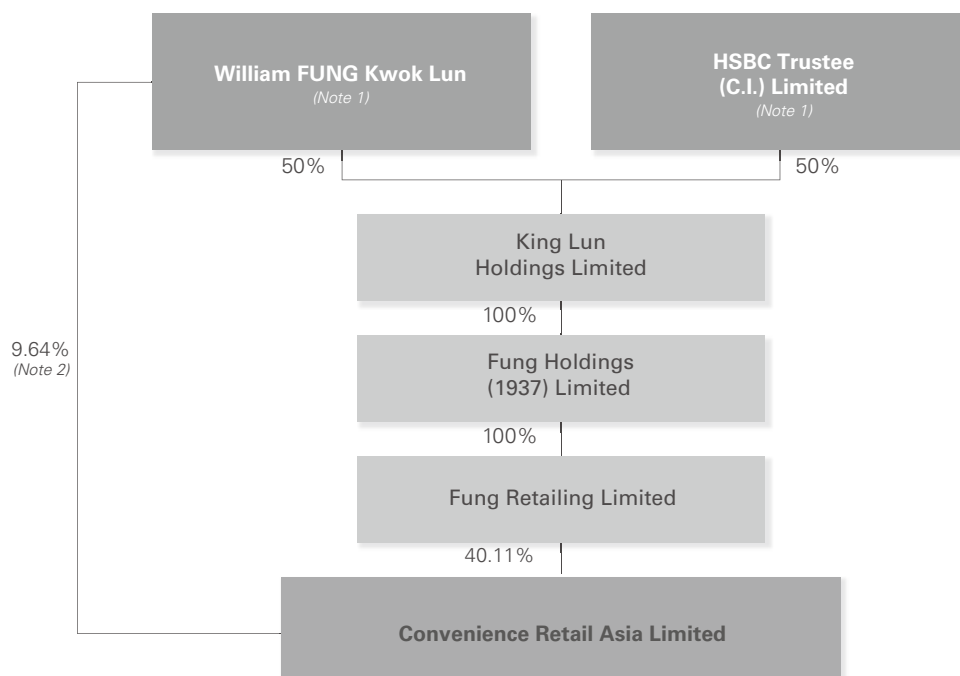 William FUNG Kwok Lun
(Note 1)
HSBC Trustee
(C.I.) Limited
(Note 1)
50%
50%
King Lun
Holdings Limited
100%
9.64%
(Note 2)
Fung Holdings
(1937) Limited
100%
Fung Retailing Limited
40.11%
Convenience Retail Asia Limited